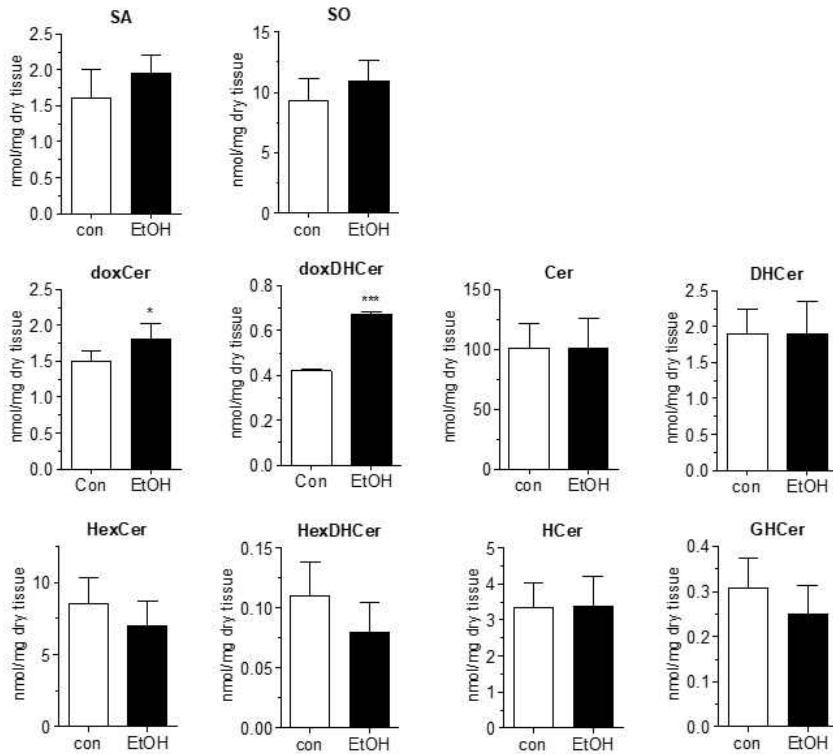 SA
nmol/mg dry tissue
2.5
2.0
1.5
1.0
0.5
0.0
con EtOH
SO
nmol/mg dry tissue
15
10
5
0
con EtOH
doxCer
nmol/mg dry tissue
2.5
2.0
1.5
1.0
0.5
0.0
*
Con EtOH
doxDHCer
nmol/mg dry tissue
0.8
0.6
0.4
0.2
0.0
***
Con EtOH
Cer
nmol/mg dry tissue
150
100
50
0
con EtOH
DHCer
nmol/mg dry tissue
2.5
2.0
1.5
1.0
0.5
0.0
con EtOH
HexCer
nmol/mg dry tissue
10
5
0
con EtOH
HexDHCer
nmol/mg dry tissue
0.15
0.10
0.05
0.00
con EtOH
HCer
nmol/mg dry tissue
5
4
3
2
1
0
con EtOH
GHCer
nmol/mg dry tissue
0.4
0.3
0.2
0.1
0.0
con EtOH